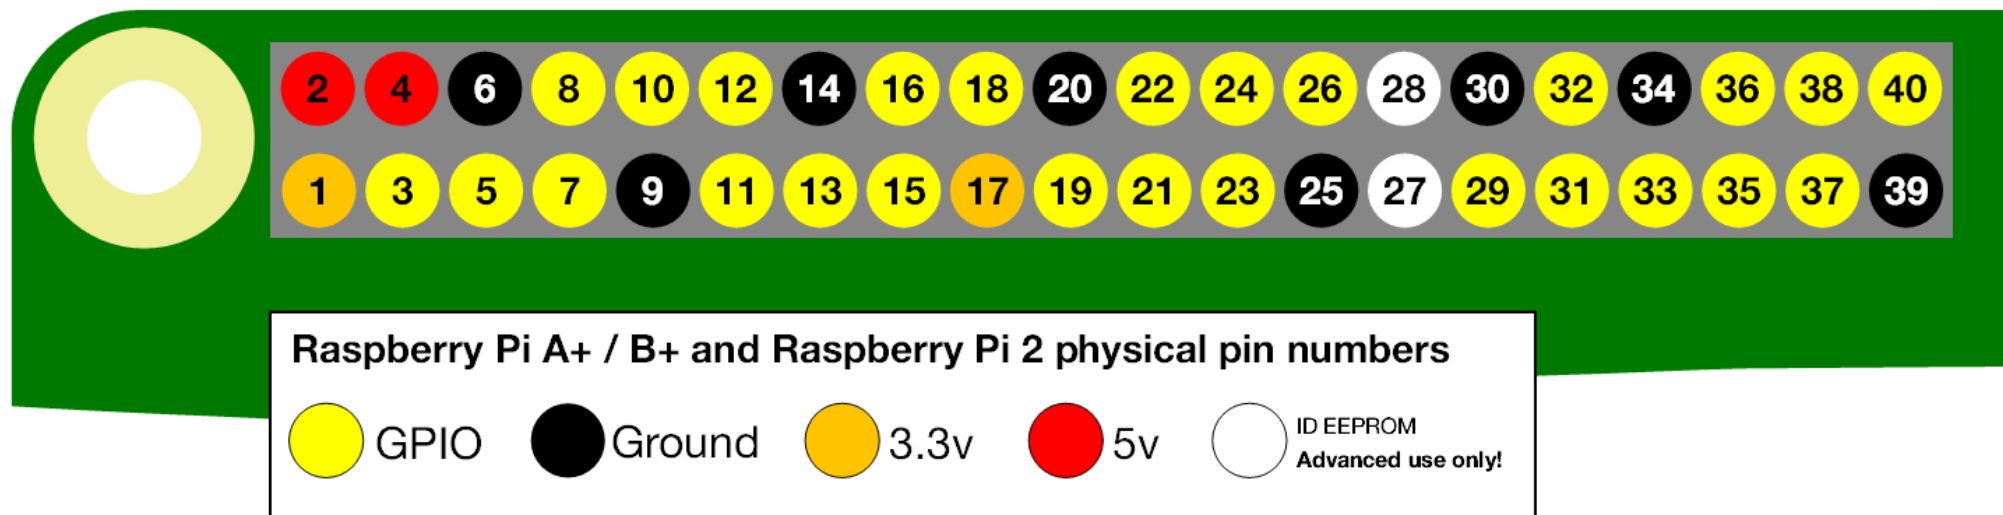 2 4 6 8 10 12 14 16 18 20 22 24 26 28 30 32 34 36 38 40
1 3 5 7 9 11 13 15 17 19 21 23 25 27 29 31 33 35 37 39
Raspberry Pi A+ / B+ and Raspberry Pi 2 physical pin numbers
GPIO Ground 3.3v 5v ID EEPROM
Advanced use only!